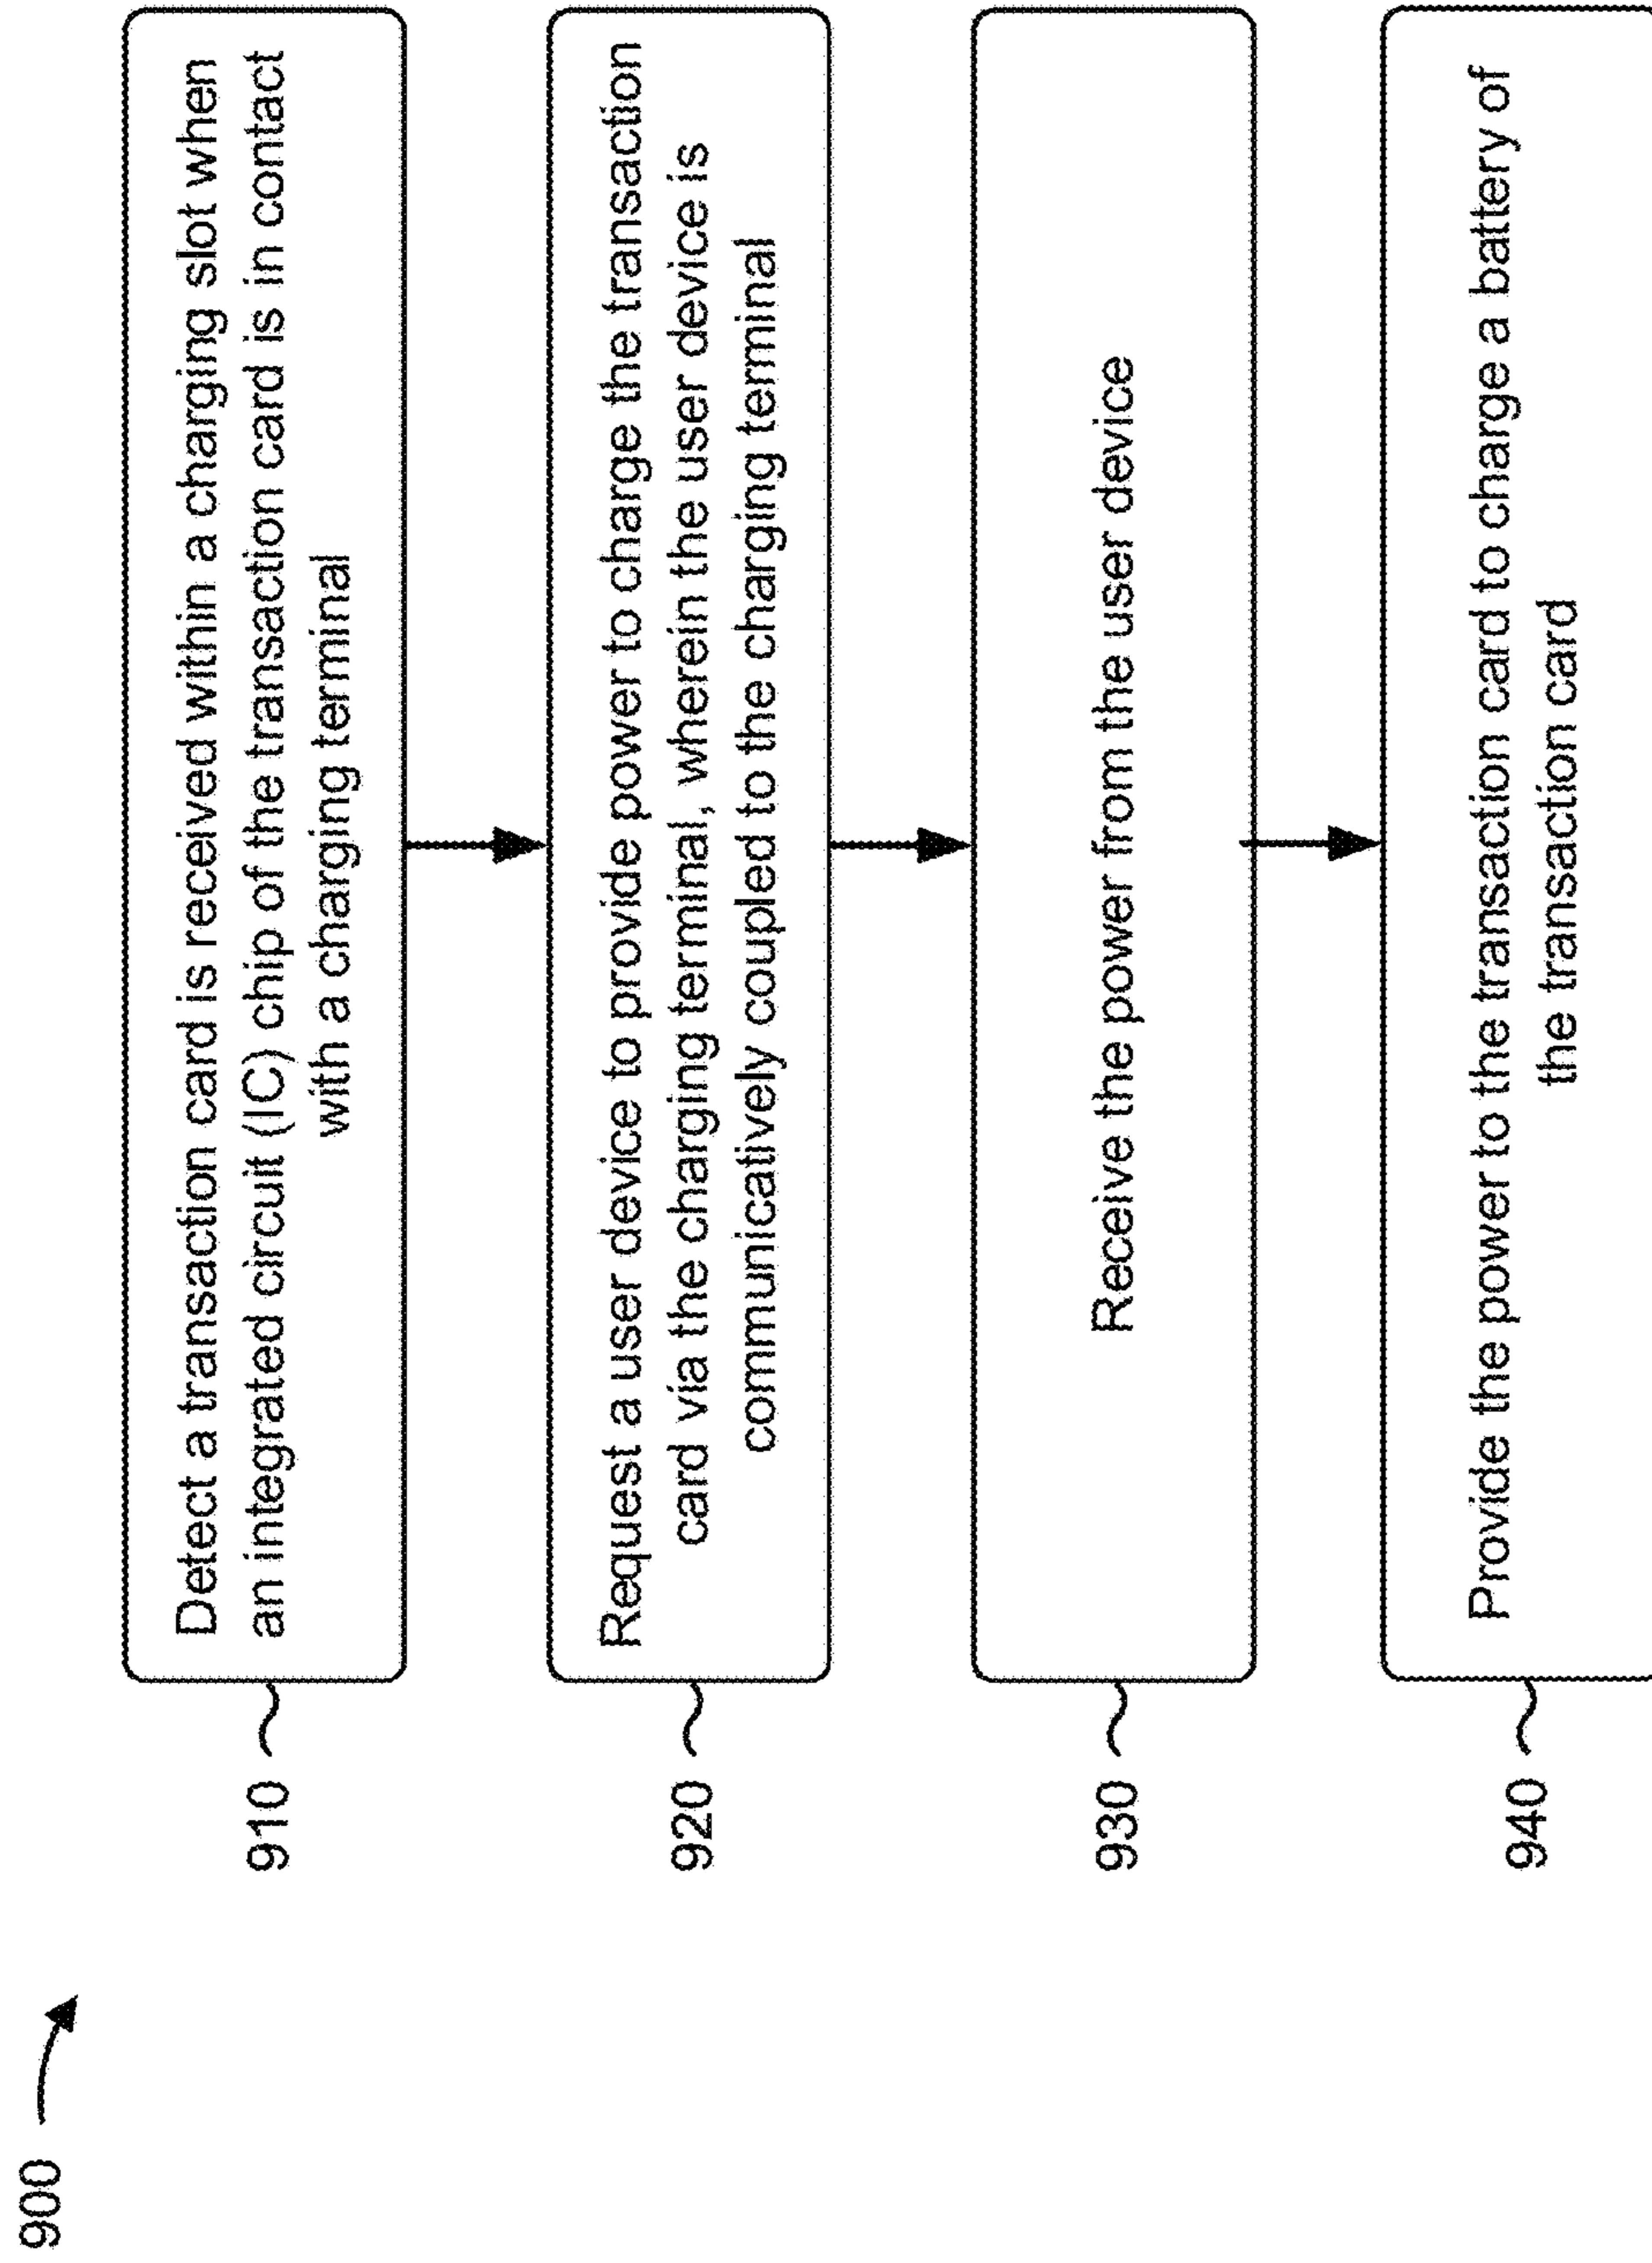 900
910
Detect a transaction card is received within a charging slot when
an integrated circuit (IC) chip of the transaction card is in contact
with a charging terminal
920
Request a user device to provide power to charge the transaction
card via the charging terminal, wherein the user device is
communicatively coupled to the charging terminal
930
Receive the power from the user device
940
Provide the power to the transaction card to charge a battery of
the transaction card